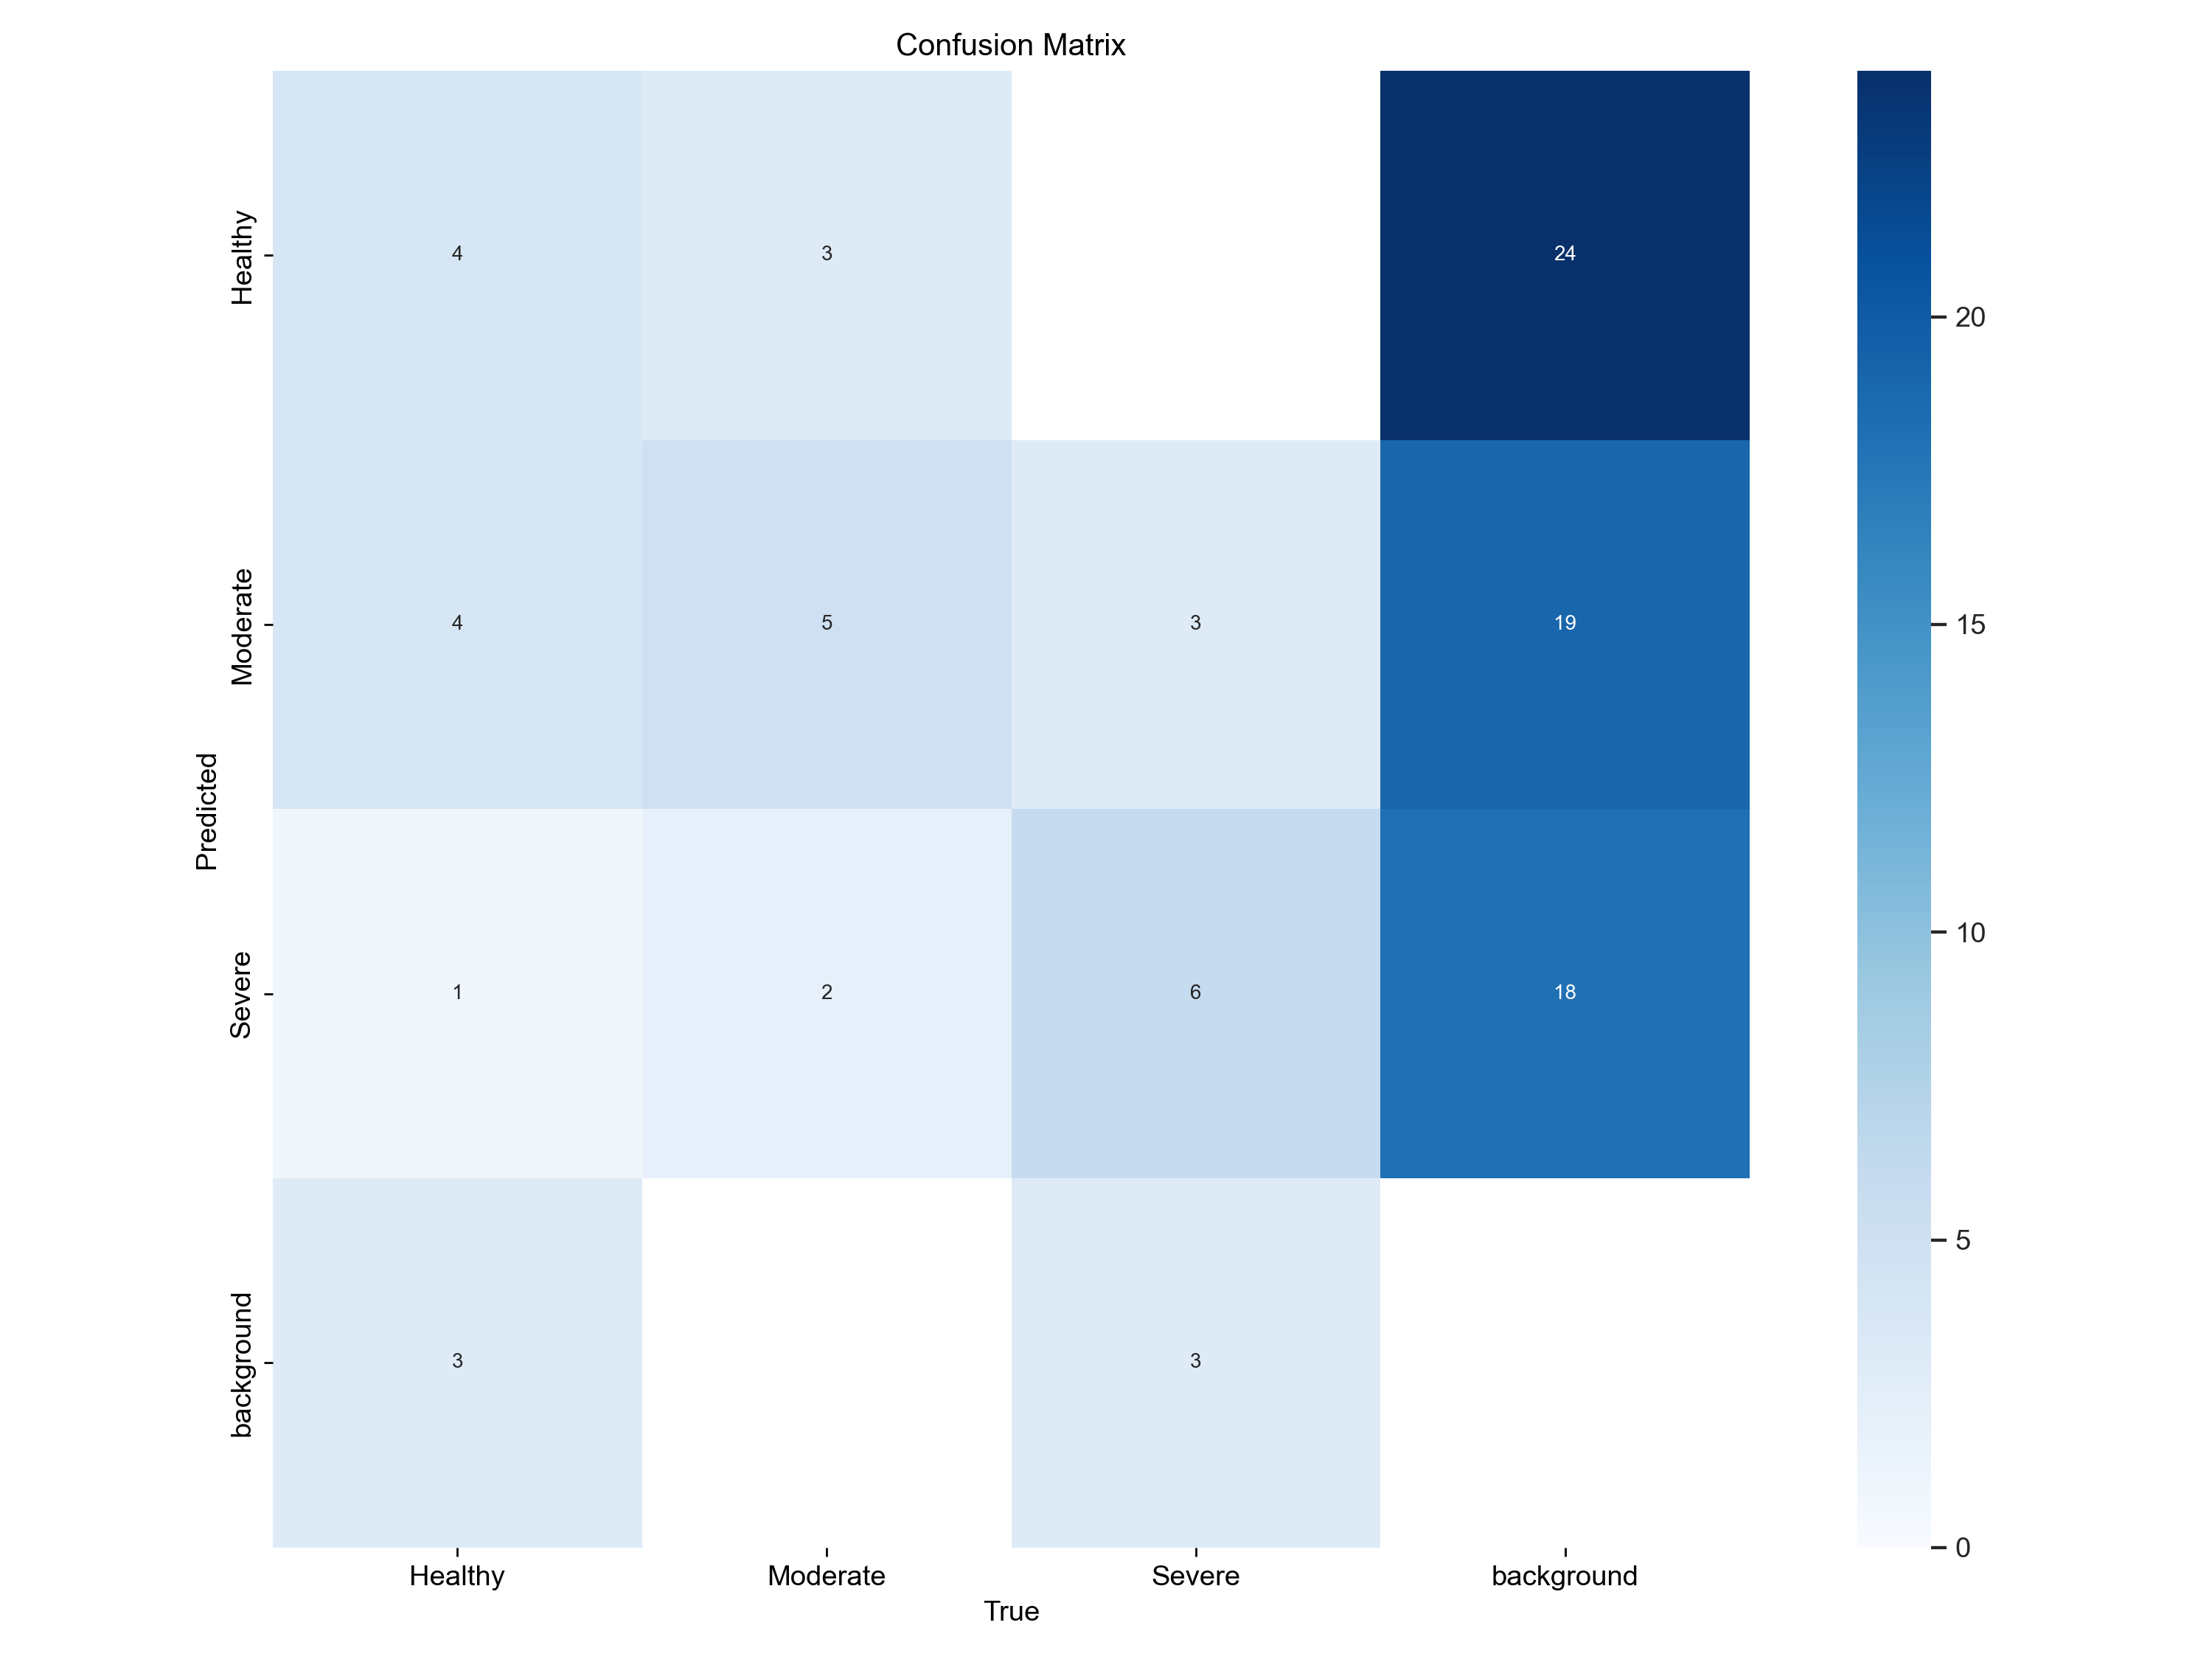 Confusion Matrix
Healthy
4
3
24
20
Moderate
4
5
3
19
15
Predicted
Severe
1
2
6
18
10
background
3
3
5
0
Healthy
Moderate
Severe
background
True